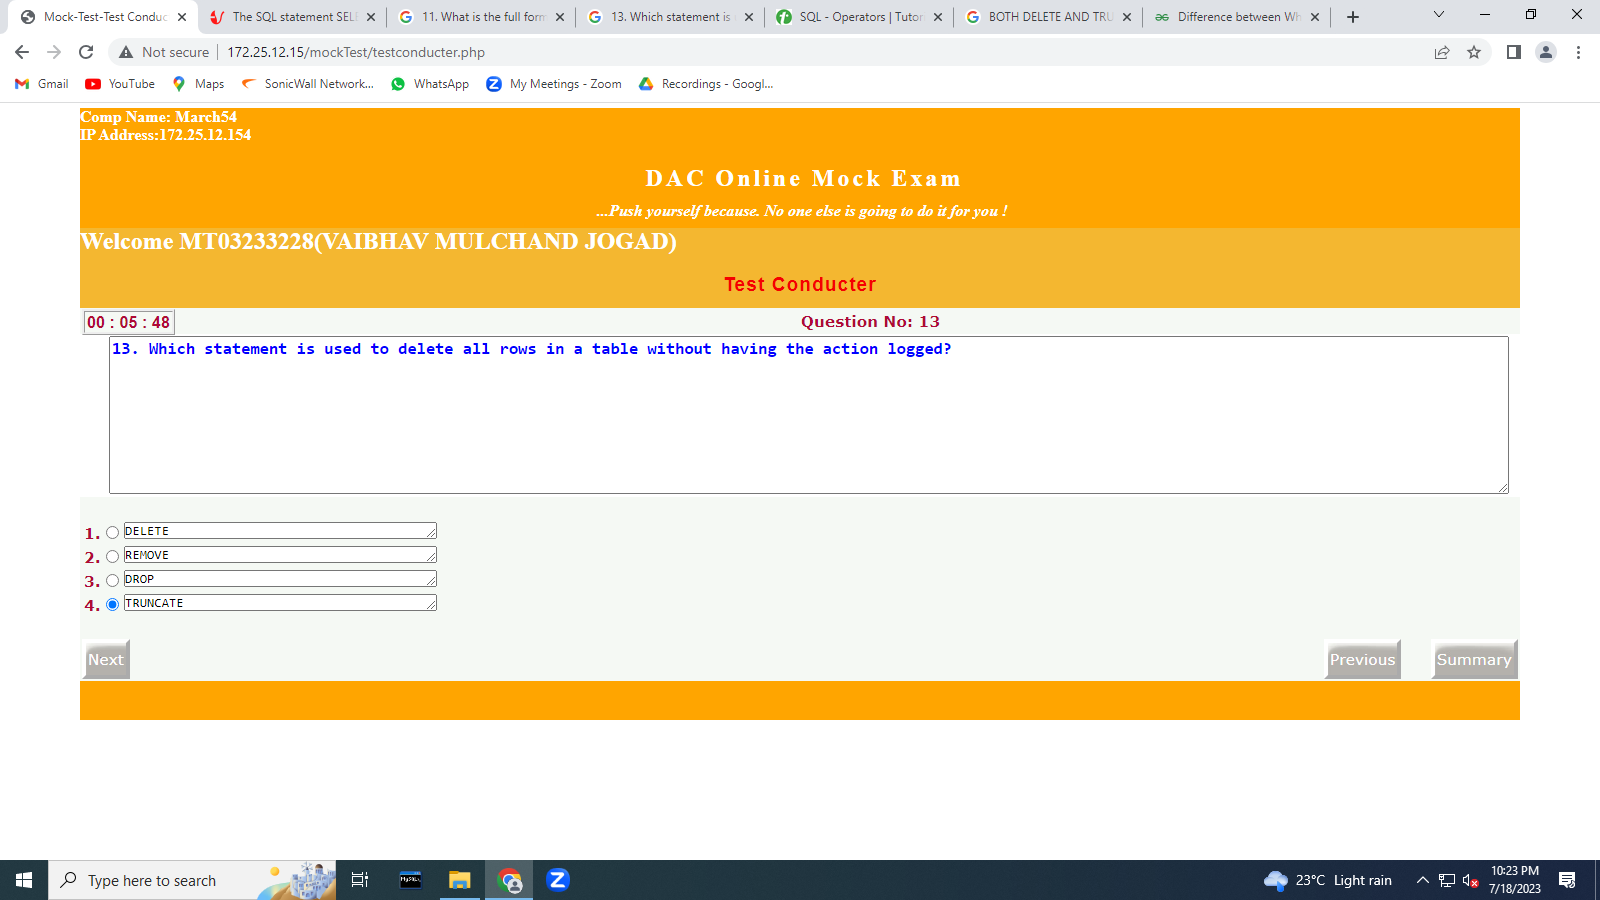 Mock-Test-Test Conduc
The SQL statement SELE
11. What is the full form
13. Which statement is
SQL - Operators | Tutor
BOTH DELETE AND TRU
Difference between Wh
Not secure
172.25.12.15/mockTest/testconducter.php
Gmail
YouTube
Maps
SonicWall Network...
WhatsApp
My Meetings - Zoom
Recordings - Googl...
Comp Name: March54
IP Address:172.25.12.154
DAC Online Mock Exam
...Push yourself because. No one else is going to do it for you !
Welcome MT03233228(VAIBHAV MULCHAND JOGAD)
Test Conducter
00 : 05 : 48
Question No: 13
13. Which statement is used to delete all rows in a table without having the action logged?
1. DELETE
2. REMOVE
3. DROP
4. TRUNCATE
Next
Previous
Summary
Type here to search
23°C Light rain
10:23 PM
7/18/2023